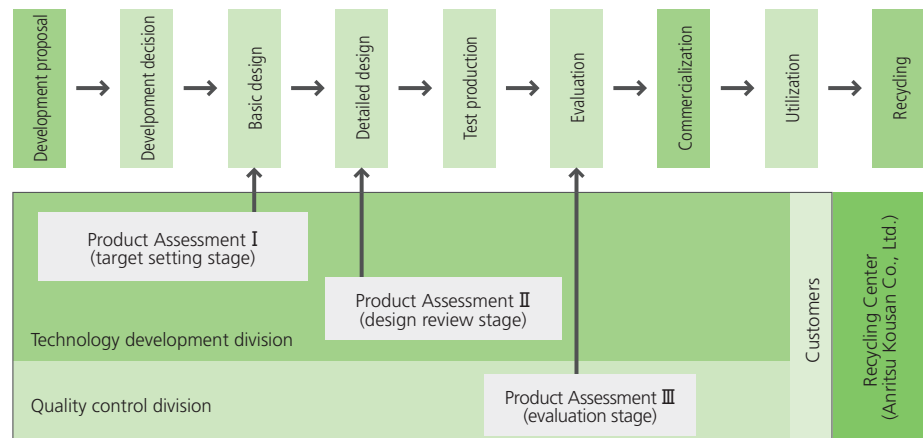 Development proposal
Develpoment decision
Basic design
Detailed design
Test production
Evaluation
Commercialization
Utilization
Recycling
Product Assessment Ⅰ
(target setting stage)
Product Assessment Ⅱ
(design review stage)
Technology development division
Product Assessment Ⅲ
(evaluation stage)
Quality control division
Customers
Recycling Center
(Anritsu Kousan Co., Ltd.)